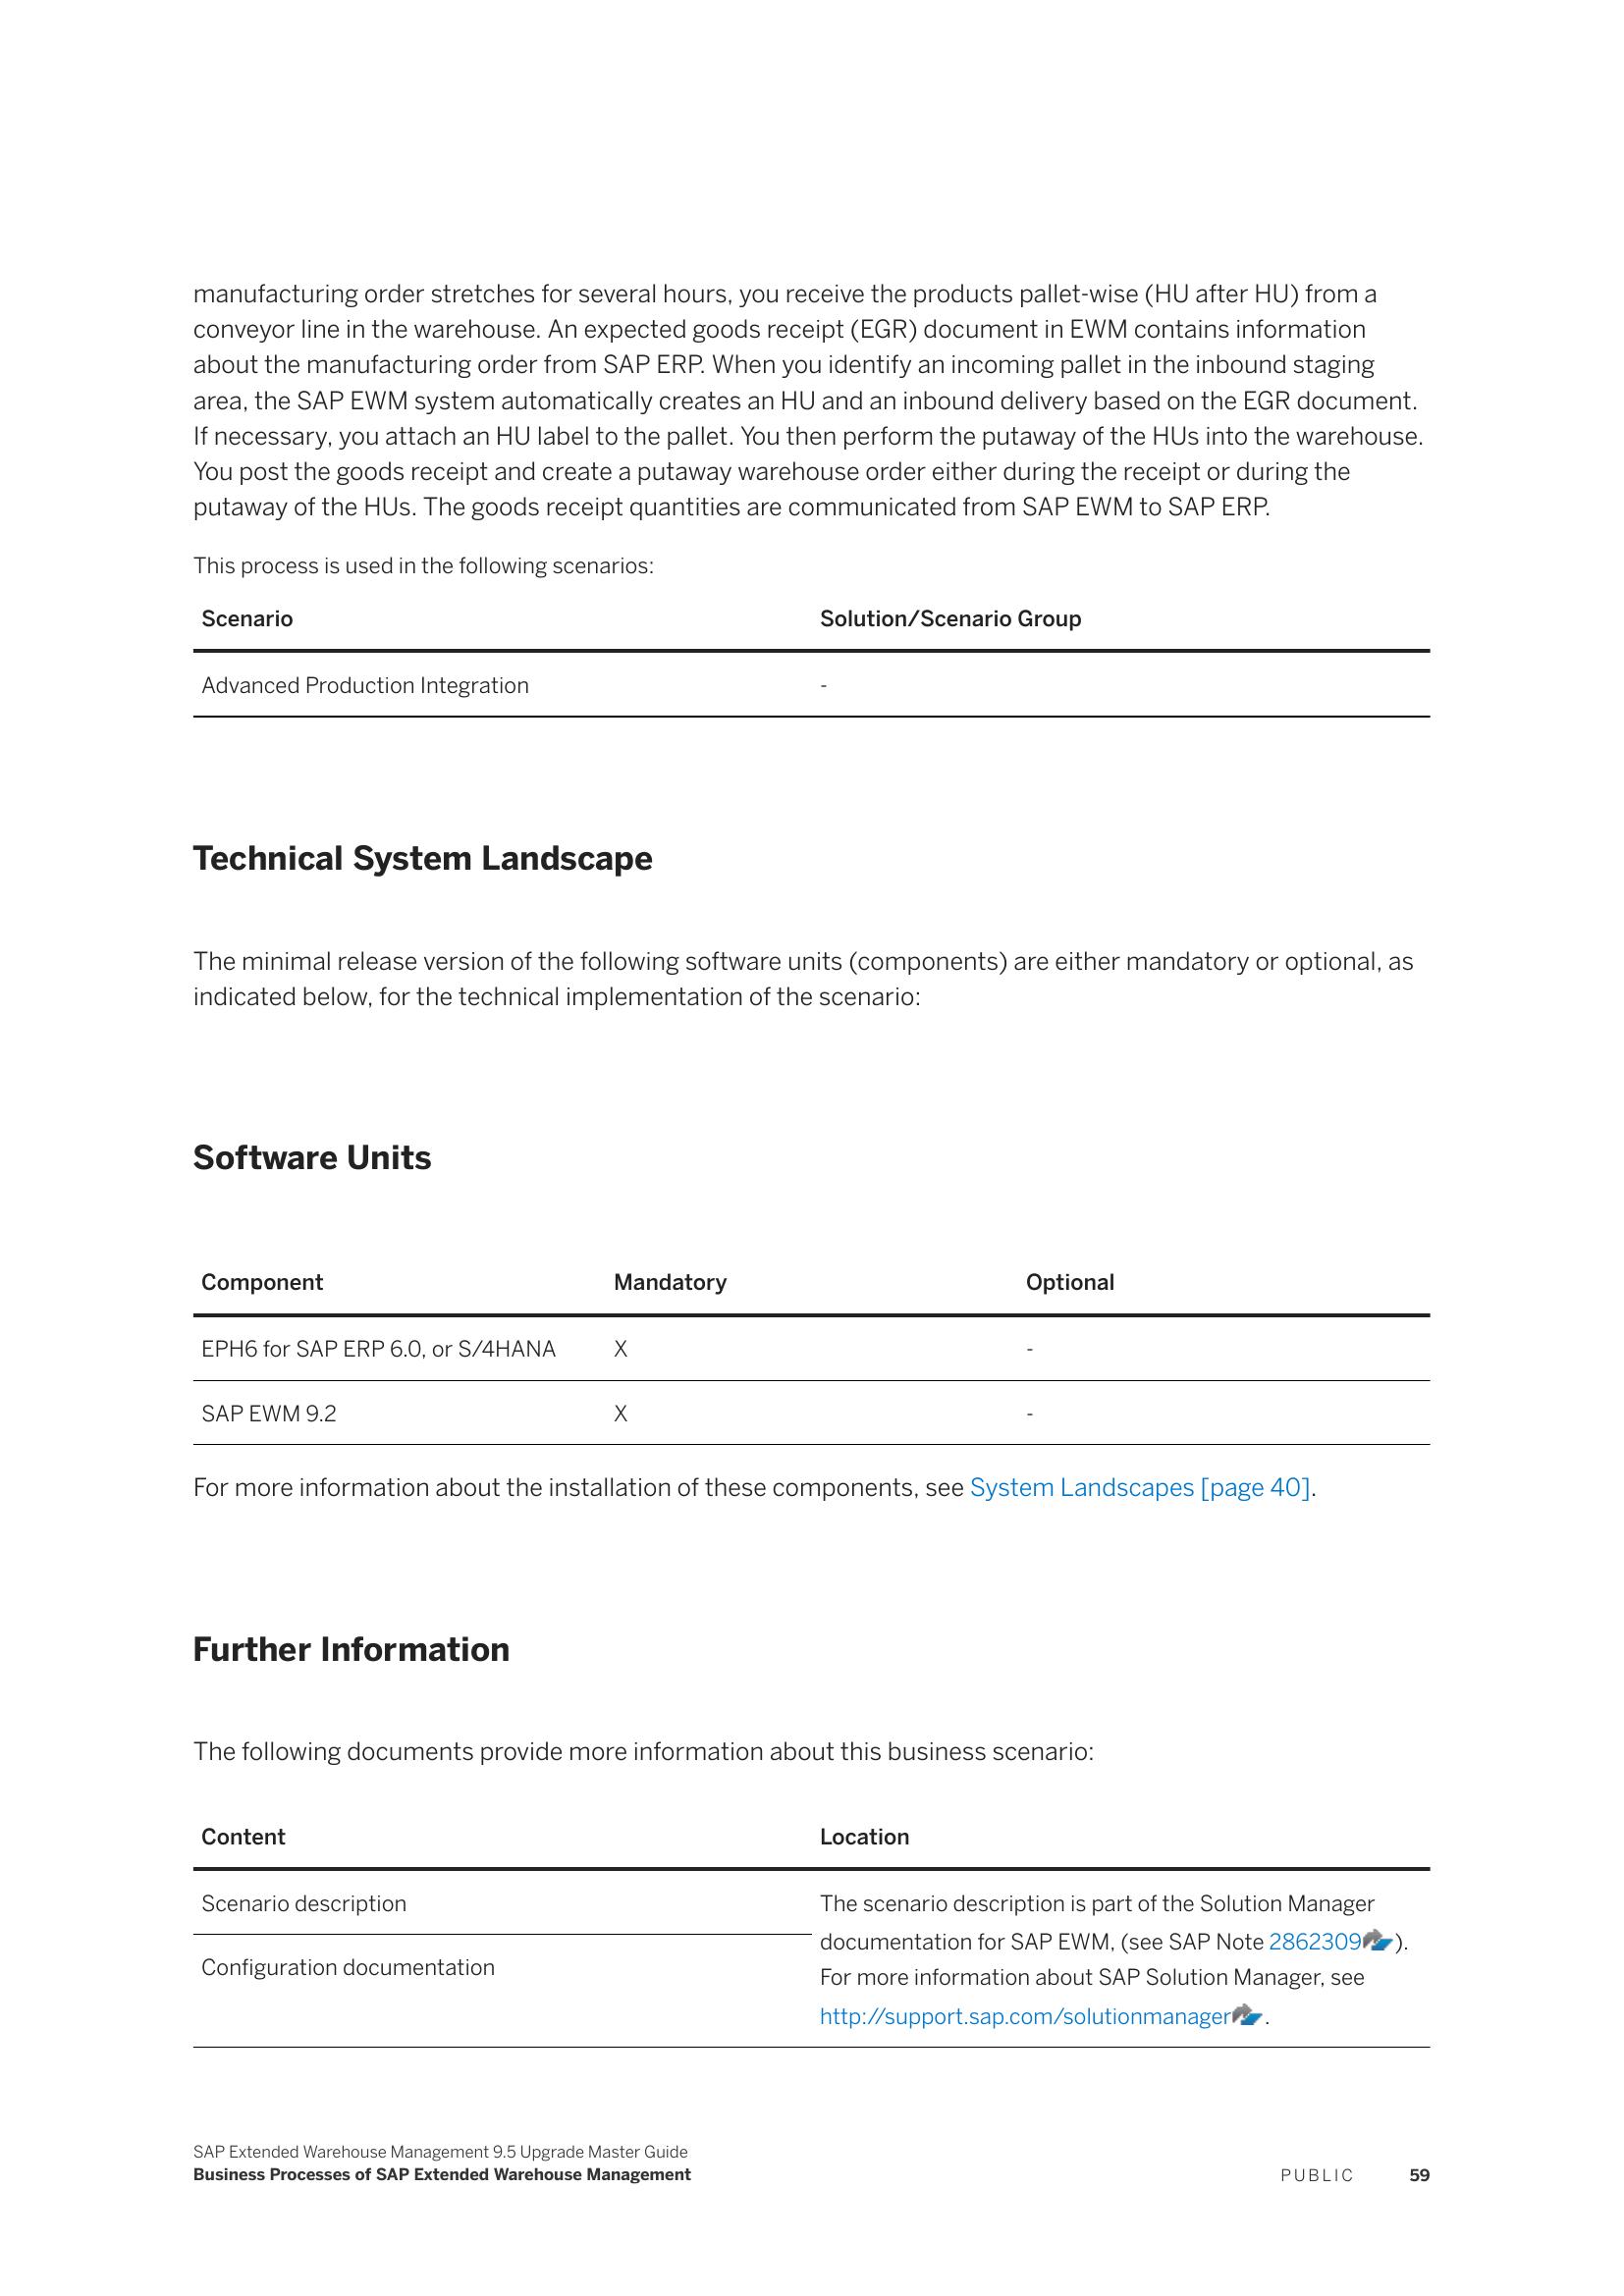 manufacturing order stretches for several hours, you receive the products pallet-wise (HU after HU) from a
conveyor line in the warehouse. An expected goods receipt (EGR) document in EWM contains information
about the manufacturing order from SAP ERP. When you identify an incoming pallet in the inbound staging
area, the SAP EWM system automatically creates an HU and an inbound delivery based on the EGR document.
If necessary, you attach an HU label to the pallet. You then perform the putaway of the HUs into the warehouse.
You post the goods receipt and create a putaway warehouse order either during the receipt or during the
putaway of the HUs. The goods receipt quantities are communicated from SAP EWM to SAP ERP.
This process is used in the following scenarios:
Scenario Solution/Scenario Group
Advanced Production Integration -
Technical System Landscape
The minimal release version of the following software units (components) are either mandatory or optional, as
indicated below, for the technical implementation of the scenario:
Software Units
Component Mandatory Optional
EPH6 for SAP ERP 6.0, or S/4HANA X -
SAP EWM 9.2 X -
For more information about the installation of these components, see System Landscapes [page 40].
Further Information
The following documents provide more information about this business scenario:
Content Location
Scenario description
Configuration documentation
The scenario description is part of the Solution Manager
documentation for SAP EWM, (see SAP Note 2862309).
For more information about SAP Solution Manager, see
http://support.sap.com/solutionmanager.
SAP Extended Warehouse Management 9.5 Upgrade Master Guide
Business Processes of SAP Extended Warehouse Management
PUBLIC 59